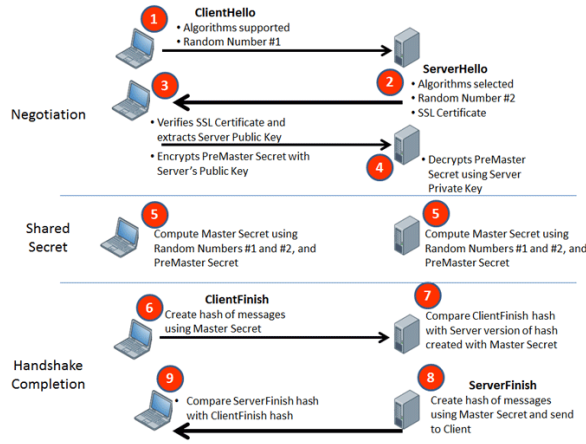 ClientHello
1
• Algorithms supported
• Random Number #1
2
ServerHello
• Algorithms selected
• Random Number #2
• SSL Certificate
Negotiation
3
• Verifies SSL Certificate and
extracts Server Public Key
• Encrypts PreMaster Secret with
Server's Public Key
4
• Decrypts PreMaster
Secret using Server
Private Key
Shared
Secret
5
Compute Master Secret using
Random Numbers #1 and #2, and
PreMaster Secret
5
Compute Master Secret using
Random Numbers #1 and #2, and
PreMaster Secret
Handshake
Completion
ClientFinish
6
Create hash of messages
using Master Secret
7
Compare ClientFinish hash
with Server version of hash
created with Master Secret
8
ServerFinish
Create hash of messages
using Master Secret and send
to Client
9
• Compare ServerFinish hash
with ClientFinish hash